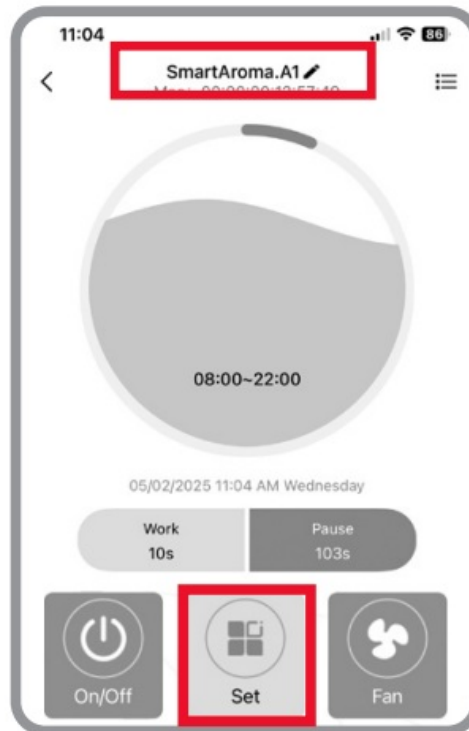 11:04
86
SmartAroma.A1
08:00~22:00
05/02/2025 11:04 AM Wednesday
Work
Pause
10s
103s
On/Off
Set
Fan